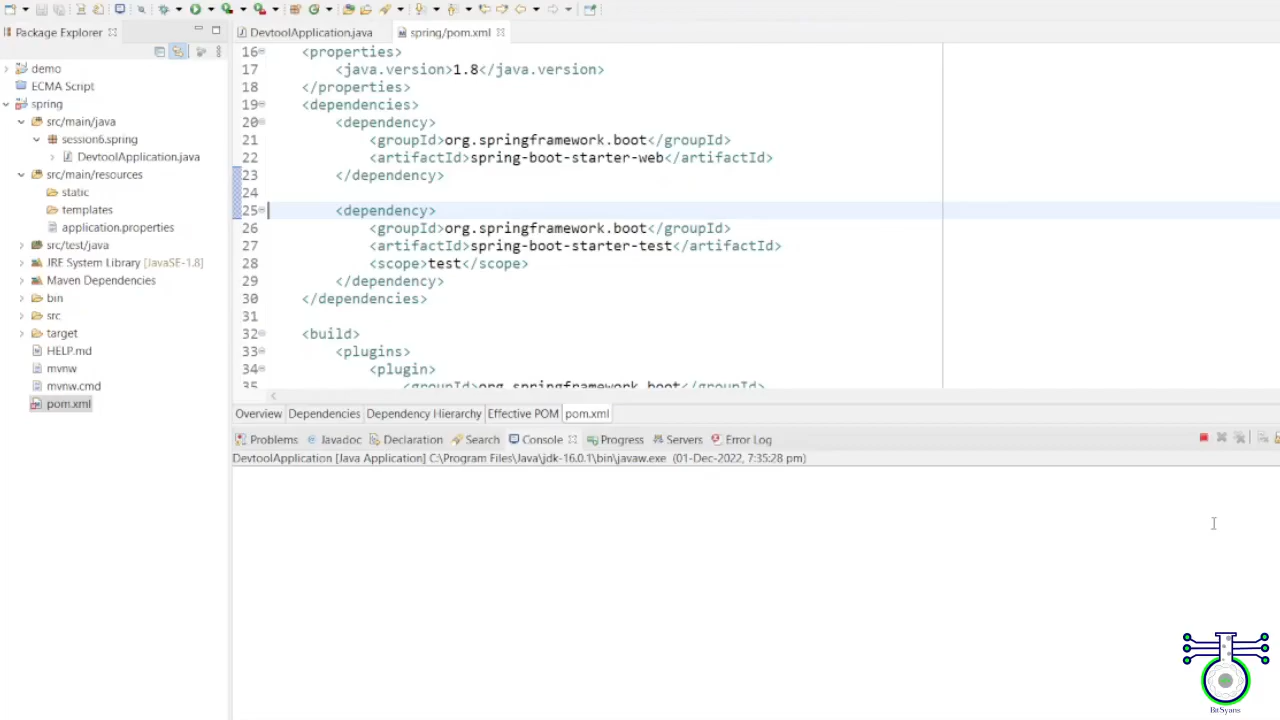 Package Explorer
demo
ECMA Script
spring
src/main/java
session6.spring
DevtoolApplication.java
src/main/resources
static
templates
application.properties
src/test/java
JRE System Library [JavaSE-1.8]
Maven Dependencies
bin
src
target
HELP.md
mvnw
mvnw.cmd
pom.xml
DevtoolApplication.java spring/pom.xml
16 <properties>
17 <java.version>1.8</java.version>
18 </properties>
19 <dependencies>
20 <dependency>
21 <groupId>org.springframework.boot</groupId>
22 <artifactId>spring-boot-starter-web</artifactId>
23 </dependency>
24
25 <dependency>
26 <groupId>org.springframework.boot</groupId>
27 <artifactId>spring-boot-starter-test</artifactId>
28 <scope>test</scope>
29 </dependency>
30 </dependencies>
31
32 <build>
33 <plugins>
34 <plugin>
35 <groupId>org.springframework.boot</groupId>
Overview Dependencies Dependency Hierarchy Effective POM pom.xml
Problems Javadoc Declaration Search Console Progress Servers Error Log
DevtoolApplication [Java Application] C:\Program Files\Java\jdk-16.0.1\bin\javaw.exe (01-Dec-2022, 7:35:28 pm)
BitSyans